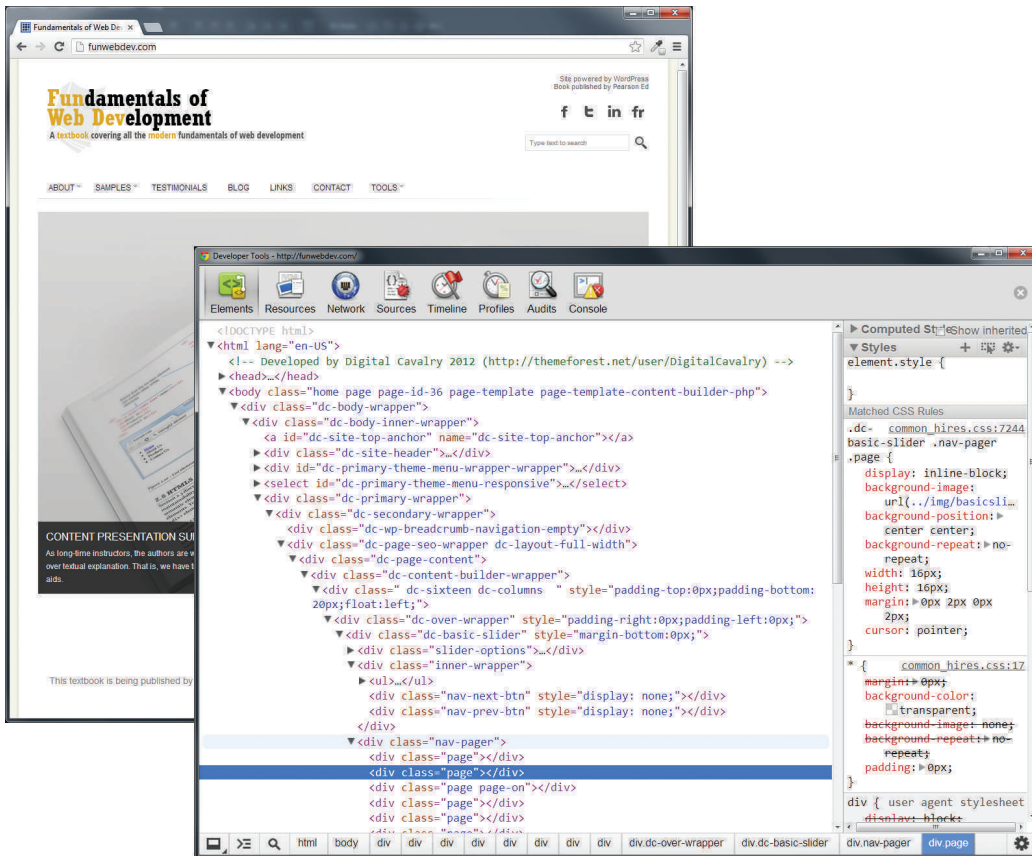 Fundamentals of Web De
funwebdev.com
Site powered by WordPress
Book published by Pearson Ed
Fundamentals of
Web Development
A textbook covering all the modern fundamentals of web development
f t in fr
Type text to search
ABOUT SAMPLES TESTIMONIALS BLOG LINKS CONTACT TOOLS
CONTENT PRESENTATION SU
As long-time instructors, the authors are w
over textual explanation. That is, we have t
aids.
This textbook is being published by
Developer Tools - http://funwebdev.com/
Elements Resources Network Sources Timeline Profiles Audits Console
<!DOCTYPE html>
▼<html lang="en-US">
<!-- Developed by Digital Cavalry 2012 (http://themeforest.net/user/DigitalCavalry) -->
▶<head>…</head>
▼<body class="home page page-id-36 page-template page-template-content-builder-php">
▼<div class="dc-body-wrapper">
▼<div class="dc-body-inner-wrapper">
<a id="dc-site-top-anchor" name="dc-site-top-anchor"></a>
▶<div class="dc-site-header">…</div>
▶<div id="dc-primary-theme-menu-wrapper-wrapper">…</div>
▶<select id="dc-primary-theme-menu-responsive">…</select>
▼<div class="dc-primary-wrapper">
▼<div class="dc-secondary-wrapper">
<div class="dc-wp-breadcrumb-navigation-empty"></div>
▼<div class="dc-page-seo-wrapper dc-layout-full-width">
▼<div class="dc-page-content">
▼<div class="dc-content-builder-wrapper">
▼<div class=" dc-sixteen dc-columns  " style="padding-top:0px;padding-bottom:
20px;float:left;">
▼<div class="dc-over-wrapper" style="padding-right:0px;padding-left:0px;">
▼<div class="dc-basic-slider" style="margin-bottom:0px;">
▶<div class="slider-options">…</div>
▼<div class="inner-wrapper">
▶<ul>…</ul>
<div class="nav-next-btn" style="display: none;"></div>
<div class="nav-prev-btn" style="display: none;"></div>
</div>
▼<div class="nav-pager">
<div class="page"></div>
<div class="page"></div>
<div class="page page-on"></div>
<div class="page"></div>
<div class="page"></div>
<div class="page"></div>
▶ Computed Style Show inherited
▼ Styles
element.style {
}
Matched CSS Rules
.dc- common_hires.css:7244
basic-slider .nav-pager
.page {
display: inline-block;
background-image:
url(../img/basicsli…
background-position:▶
center center;
background-repeat:▶no-
repeat;
width: 16px;
height: 16px;
margin:▶0px 2px 0px
2px;
cursor: pointer;
}
* { common_hires.css:17
margin:▶0px;
background-color:
transparent;
background-image: none;
background-repeat:▶no-
repeat;
padding:▶0px;
}
div { user agent stylesheet
display: block;
html body div div div div div div div div div.dc-over-wrapper div.dc-basic-slider div.nav-pager div.page